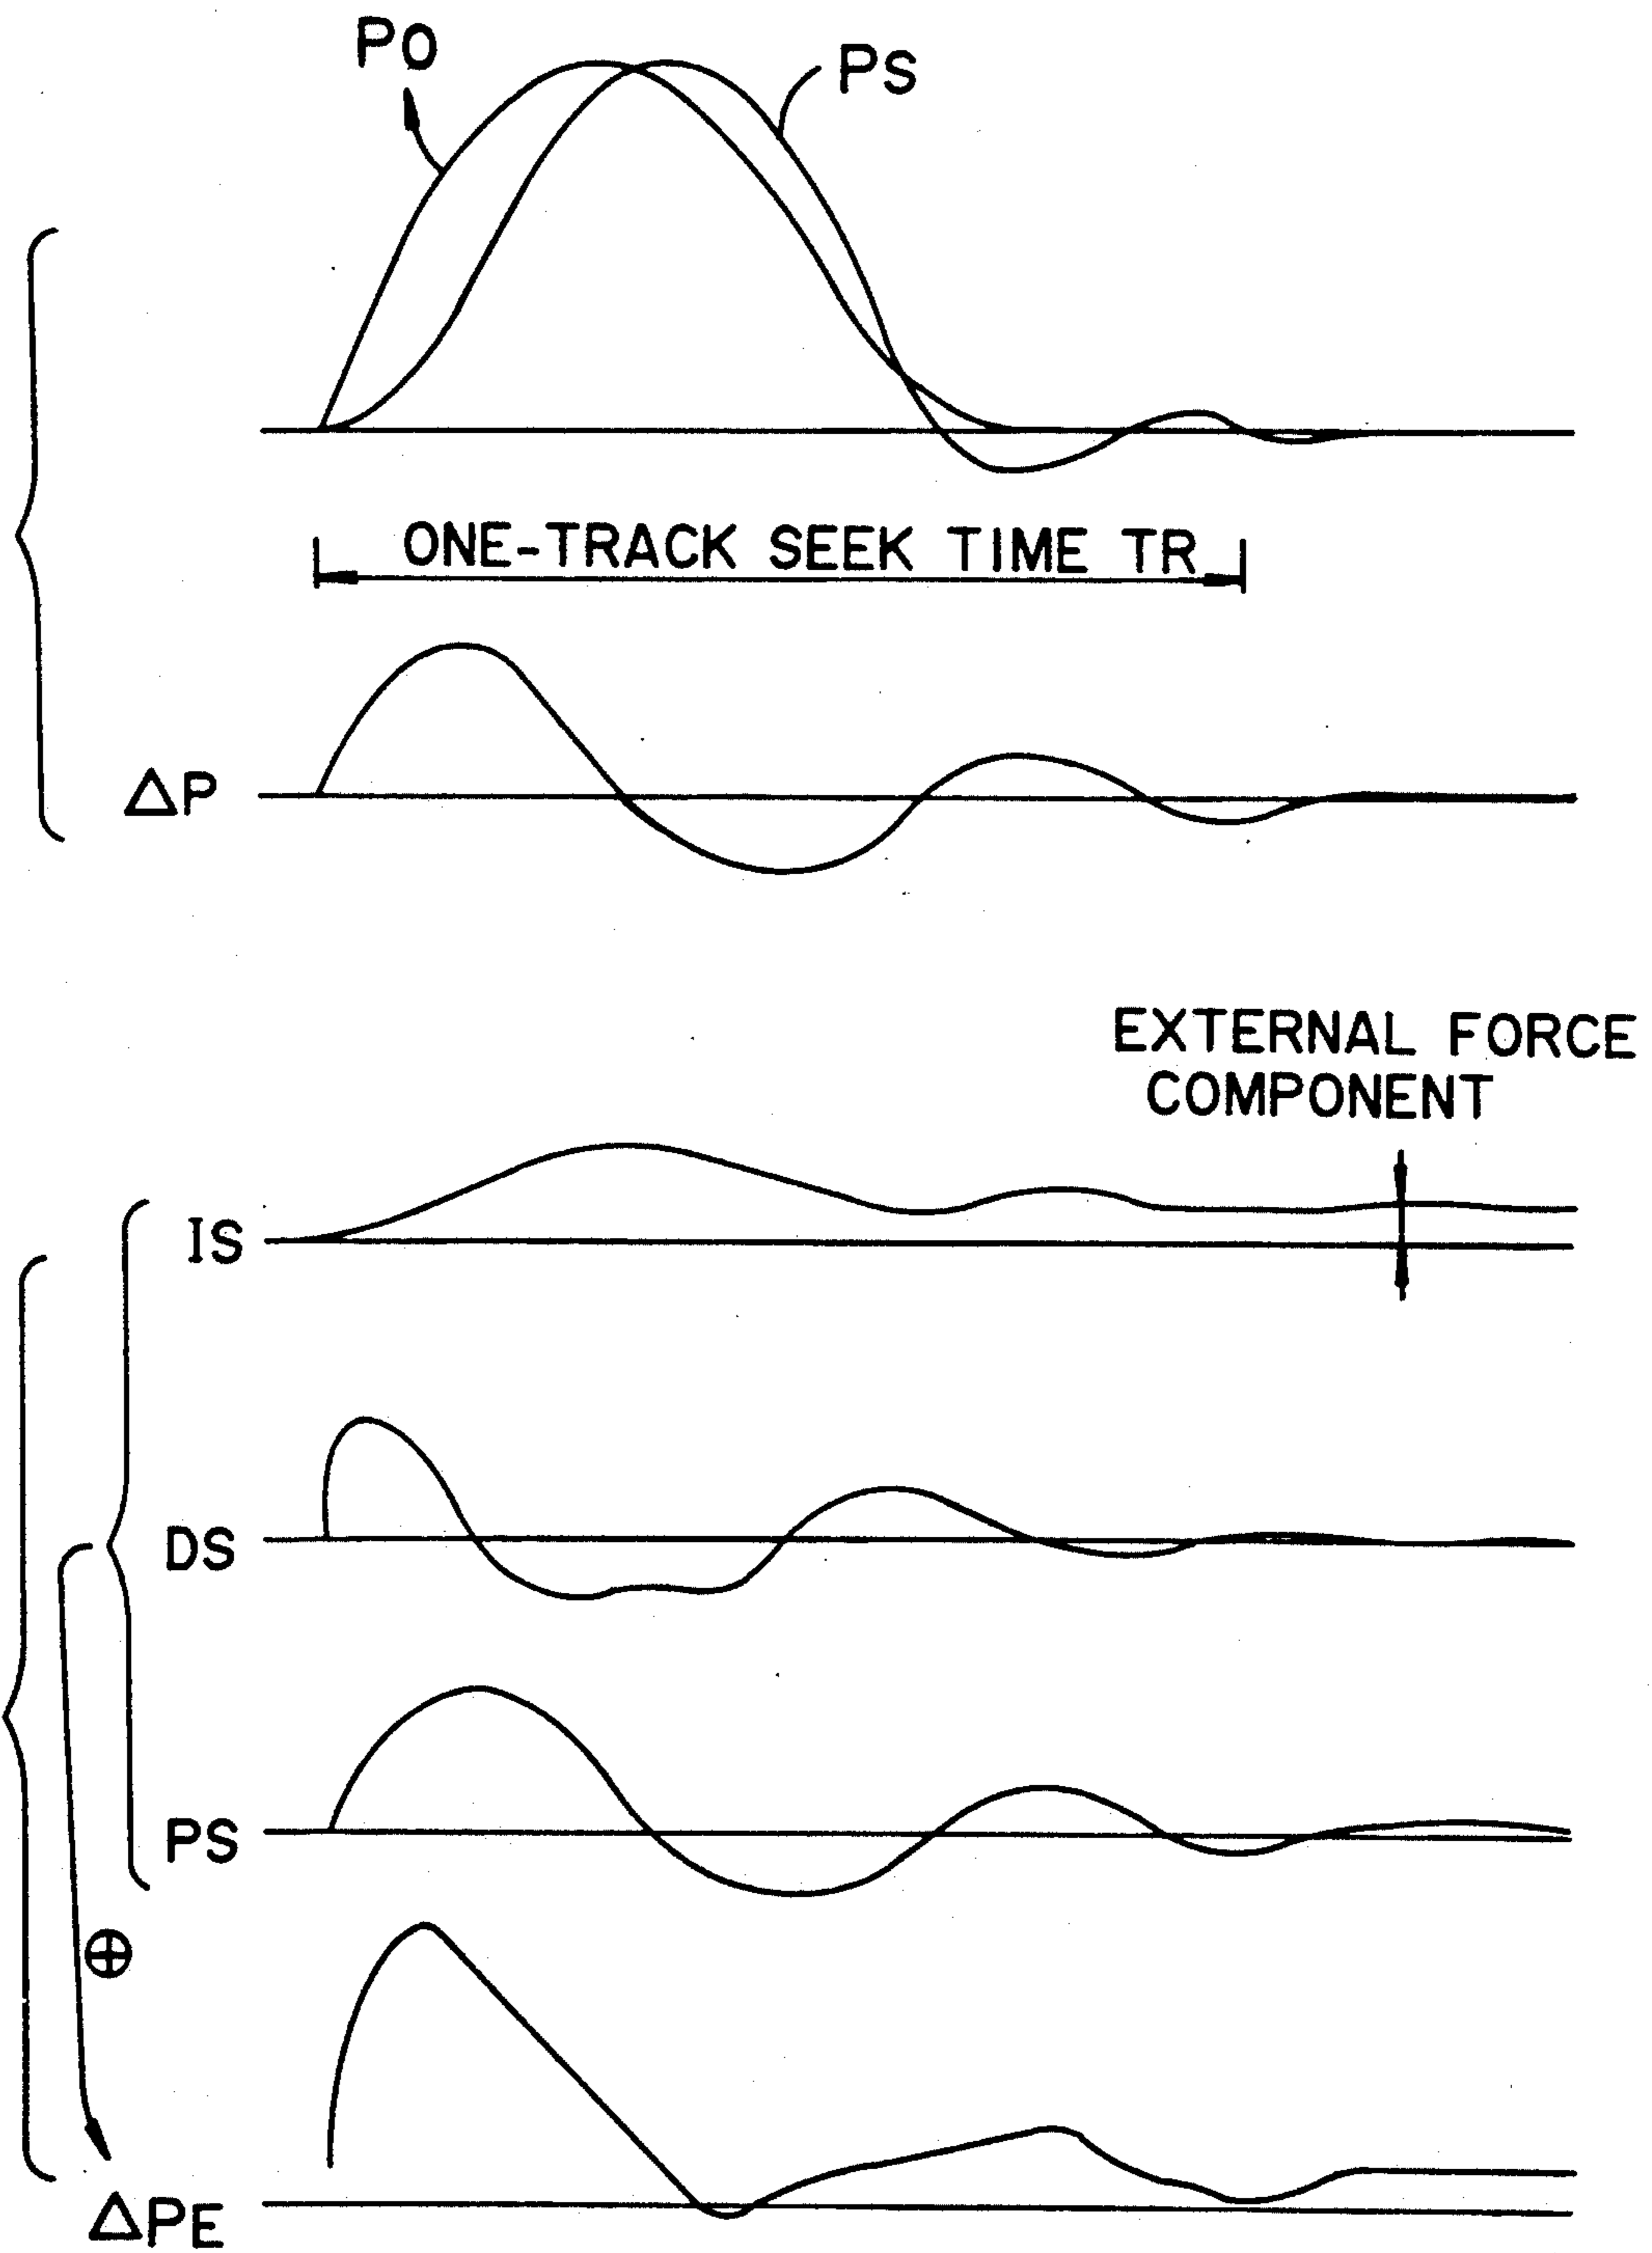 PO
PS
ONE-TRACK SEEK TIME TR
ΔP
EXTERNAL FORCE
COMPONENT
IS
DS
PS
⊕
ΔPE